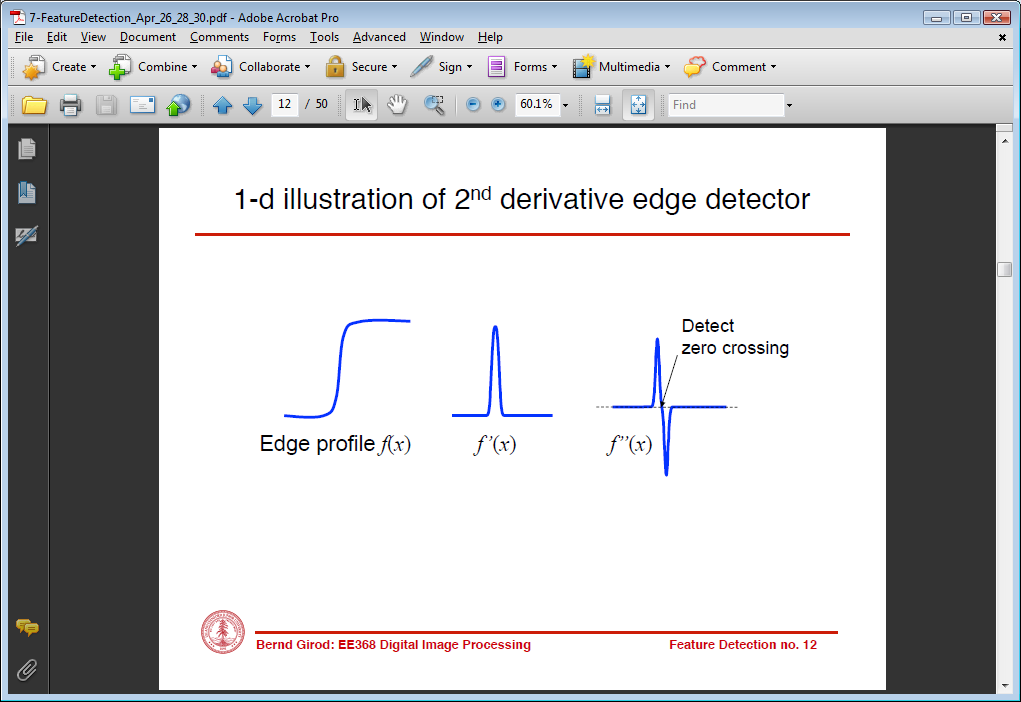 7-FeatureDetection_Apr_26_28_30.pdf - Adobe Acrobat Pro
File Edit View Document Comments Forms Tools Advanced Window Help
Create Combine Collaborate Secure Sign Forms Multimedia Comment
12 / 50 60.1% Find
1-d illustration of 2nd derivative edge detector
Detect
zero crossing
Edge profile f(x) f’(x) f’’(x)
Bernd Girod: EE368 Digital Image Processing Feature Detection no. 12